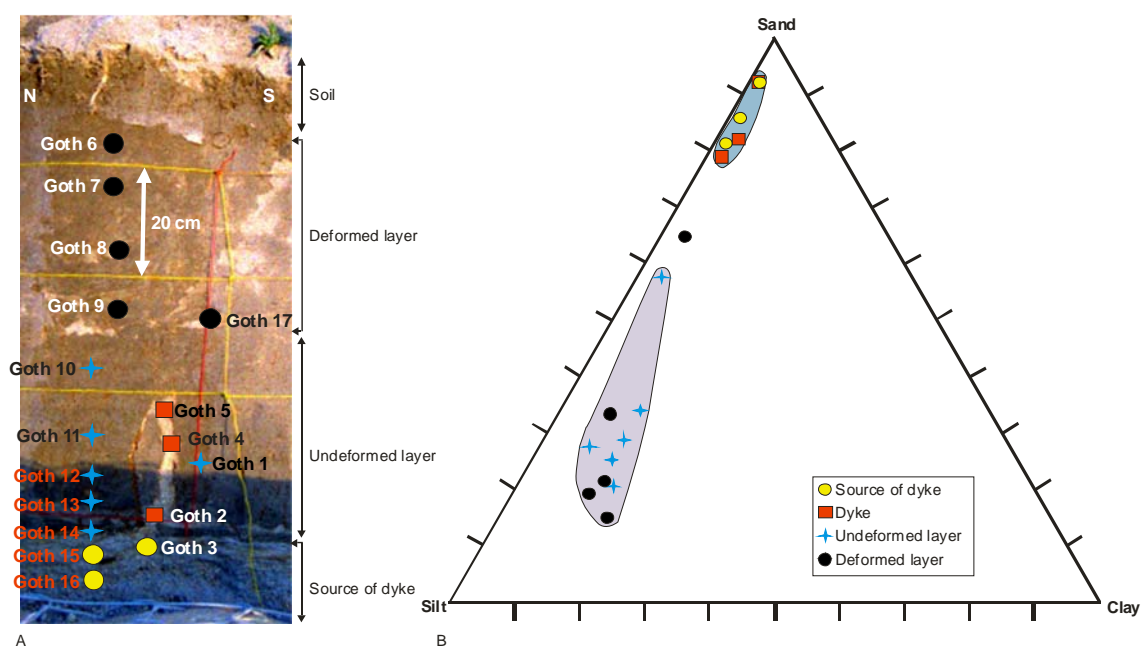 Sand
N
S
Soil
Goth 6
Goth 7
20 cm
Goth 8
Deformed layer
Goth 9
Goth 17
Goth 10
Goth 5
Goth 11
Goth 4
Goth 1
Undeformed layer
Goth 12
Goth 13
Goth 2
Goth 14
Goth 3
Goth 15
Goth 16
Source of dyke
Source of dyke
Dyke
Undeformed layer
Deformed layer
Silt
Clay
A
B